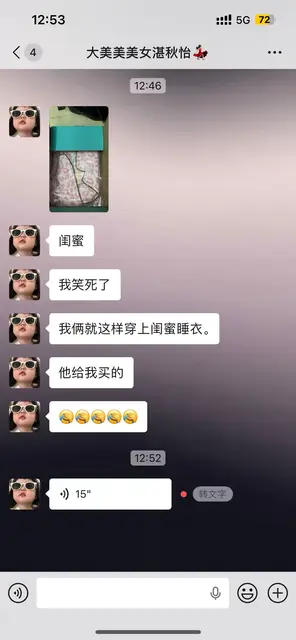 12:53
5G
72
4
大美美美女湛秋怡💃
12:46
闺蜜
我笑死了
我俩就这样穿上闺蜜睡衣。
他给我买的
🤣🤣🤣🤣🤣
12:52
15"
转文字